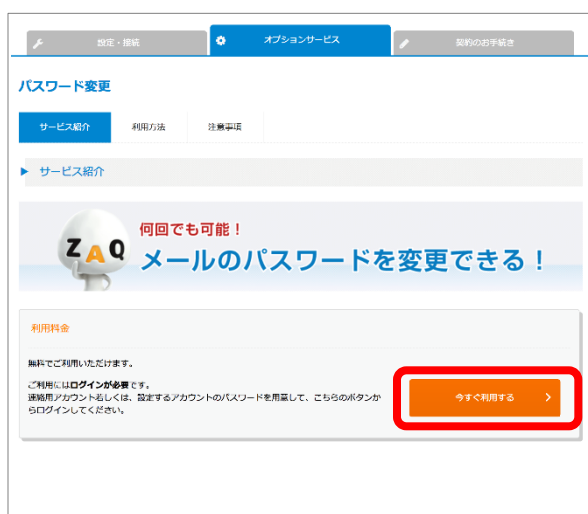 設定・接続
オプションサービス
契約のお手続き
パスワード変更
サービス紹介
利用方法
注意事項
サービス紹介
ZAQ
何回でも可能！
メールのパスワードを変更できる！
利用料金
無料でご利用いただけます。
ご利用にはログインが必要です。
連絡用アカウント若しくは、設定するアカウントのパスワードを用意して、こちらのボタンか
らログインしてください。
今すぐ利用する